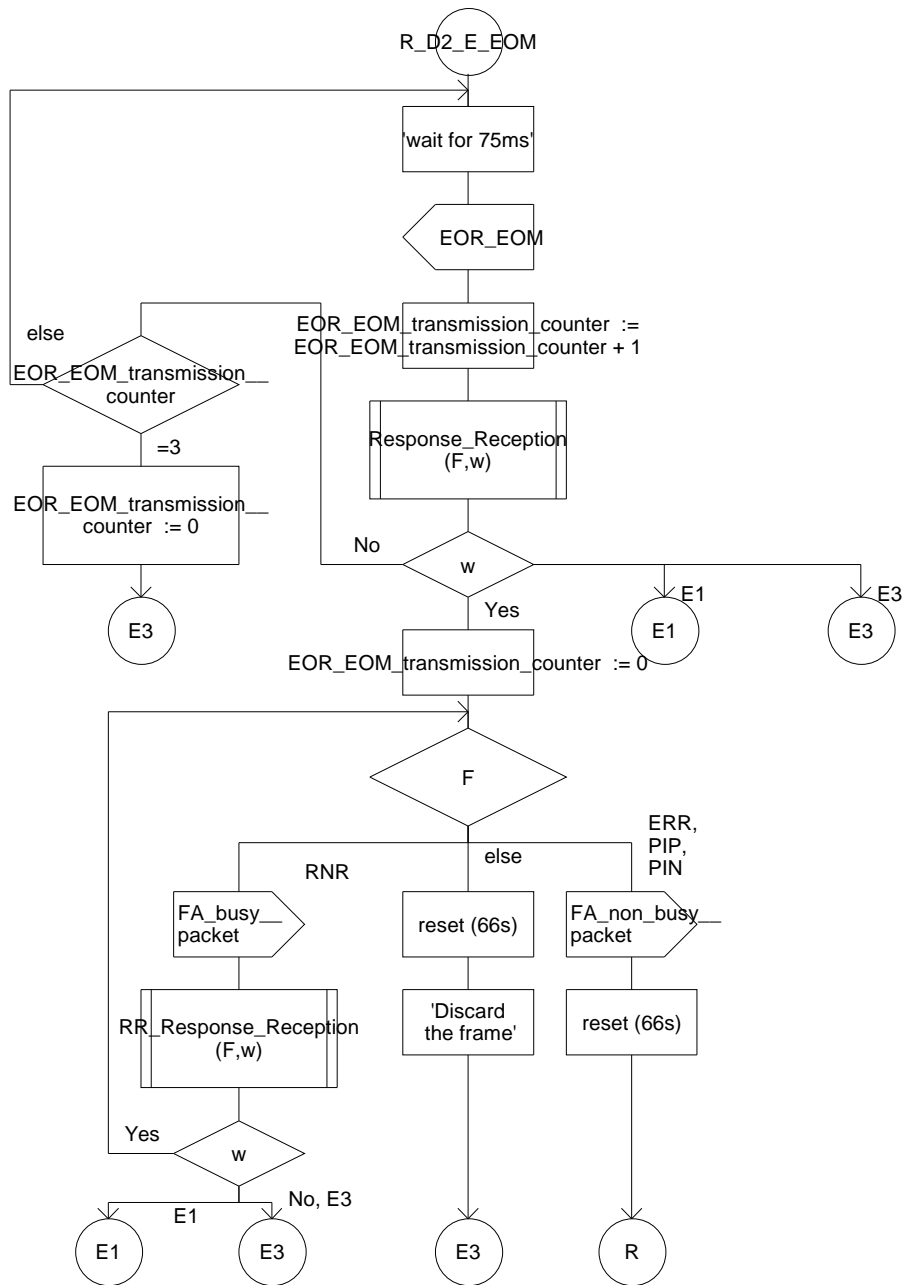 R_D2_E_EOM
'wait for 75ms'
EOR_EOM
else
EOR_EOM_transmission_counter :=
EOR_EOM_transmission_counter + 1
EOR_EOM_transmission__
counter
Response_Reception
(F,w)
=3
EOR_EOM_transmission__
counter := 0
No
w
E1
E3
Yes
E3
E1
E3
EOR_EOM_transmission_counter := 0
F
ERR,
PIP,
PIN
else
RNR
FA_busy__
packet
reset (66s)
FA_non_busy__
packet
RR_Response_Reception
(F,w)
'Discard
the frame'
reset (66s)
Yes
w
No, E3
E1
E1
E3
E3
R